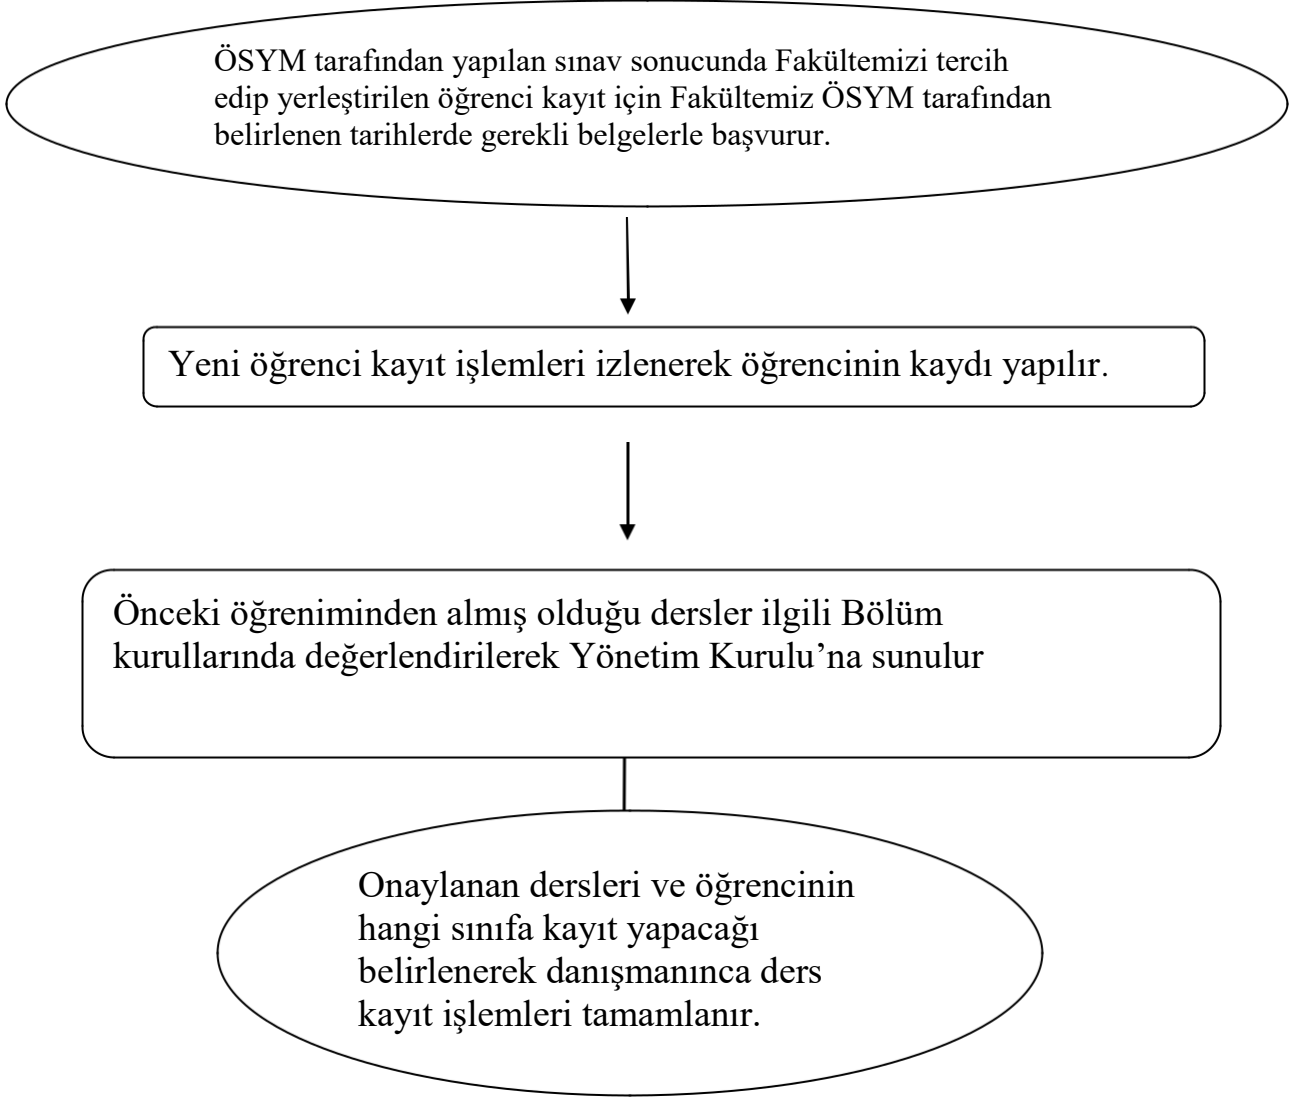 ÖSYM tarafından yapılan sınav sonucunda Fakültemizi tercih
edip yerleştirilen öğrenci kayıt için Fakültemiz ÖSYM tarafından
belirlenen tarihlerde gerekli belgelerle başvurur.
Yeni öğrenci kayıt işlemleri izlenerek öğrencinin kaydı yapılır.
Önceki öğreniminden almış olduğu dersler ilgili Bölüm
kurullarında değerlendirilerek Yönetim Kurulu’na sunulur
Onaylanan dersleri ve öğrencinin
hangi sınıfa kayıt yapacağı
belirlenerek danışmanınca ders
kayıt işlemleri tamamlanır.